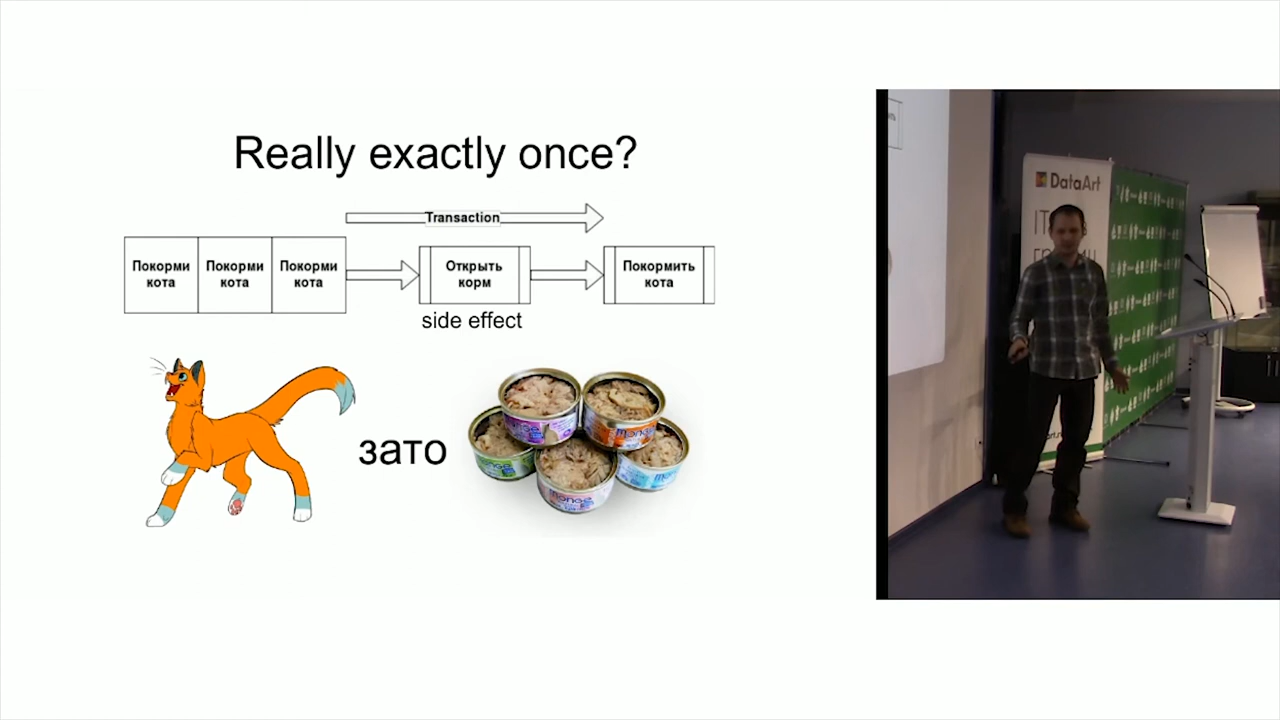 Really exactly once?
Transaction
Покорми
кота
Покорми
кота
Покорми
кота
Открыть
корм
Покормить
кота
side effect
зато
DataArt